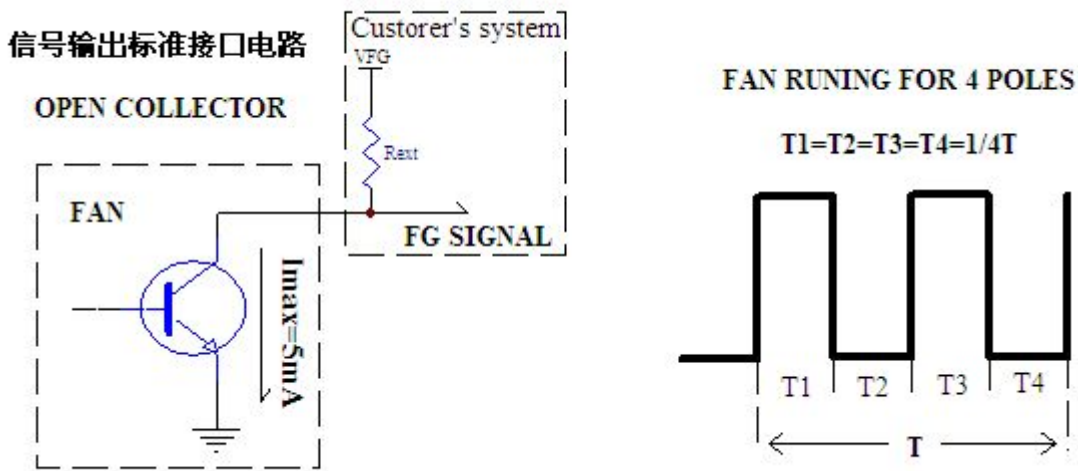 信号输出标准接口电路
OPEN COLLECTOR
FAN
Imax=5mA
Custorer's system
VFG
Rext
FG SIGNAL
FAN RUNING FOR 4 POLES
T1=T2=T3=T4=1/4T
T1 T2 T3 T4
T